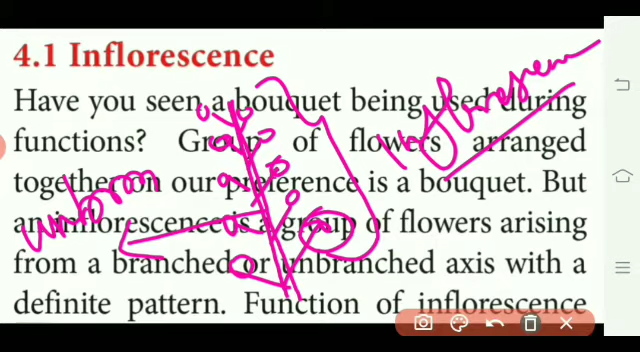 4.1 Inflorescence
Have you seen a bouquet being used during
functions? Group of flowers arranged
together on our preference is a bouquet. But
an inflorescence is a group of flowers arising
from a branched or unbranched axis with a
definite pattern. Function of inflorescence